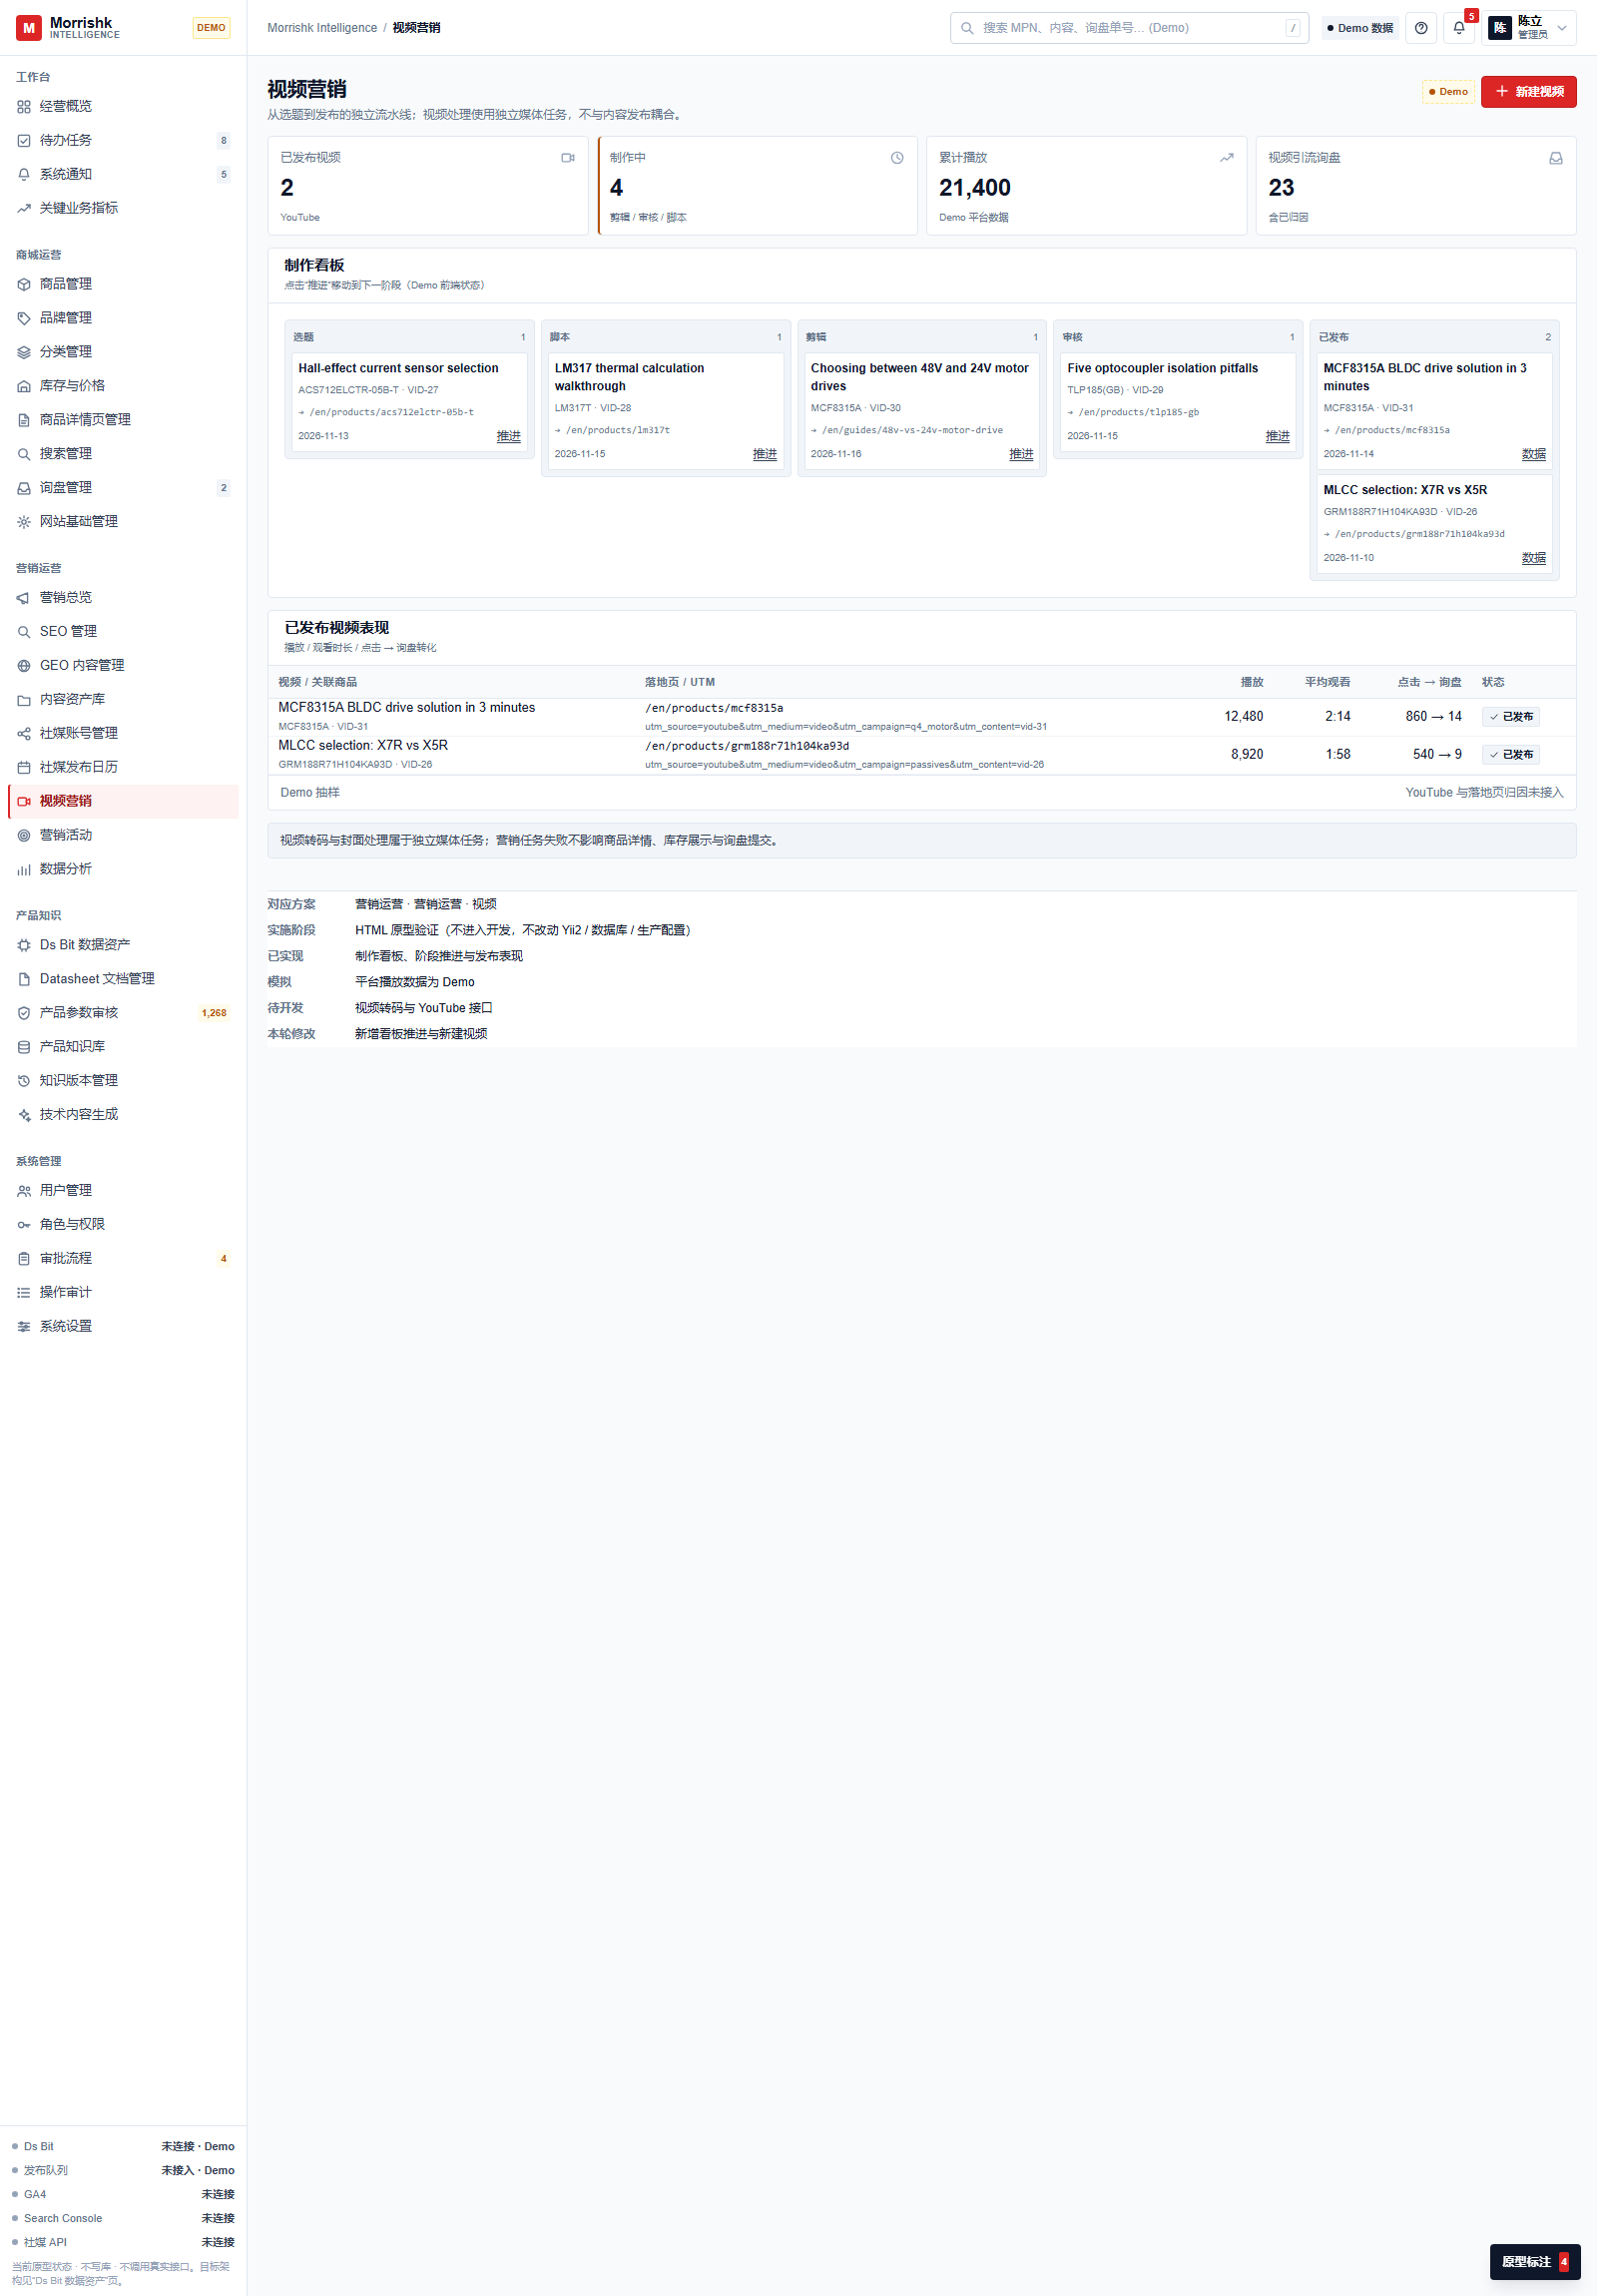 M
Morrishk
INTELLIGENCE
DEMO
工作台
经营概览
待办任务 8
系统通知 5
关键业务指标
商城运营
商品管理
品牌管理
分类管理
库存与价格
商品详情页管理
搜索管理
询盘管理 2
网站基础管理
营销运营
营销总览
SEO 管理
GEO 内容管理
内容资产库
社媒账号管理
社媒发布日历
视频营销
营销活动
数据分析
产品知识
Ds Bit 数据资产
Datasheet 文档管理
产品参数审核 1,268
产品知识库
知识版本管理
技术内容生成
系统管理
用户管理
角色与权限
审批流程 4
操作审计
系统设置
Ds Bit 未连接 · Demo
发布队列 未接入 · Demo
GA4 未连接
Search Console 未连接
社媒 API 未连接
当前原型状态 · 不写库 · 不调用真实接口。目标架
构见“Ds Bit 数据资产”页。
Morrishk Intelligence / 视频营销
搜索 MPN、内容、询盘单号… (Demo) /
Demo 数据
5
陈
陈立
管理员
视频营销
从选题到发布的独立流水线；视频处理使用独立媒体任务，不与内容发布耦合。
Demo
新建视频
已发布视频
2
YouTube
制作中
4
剪辑 / 审核 / 脚本
累计播放
21,400
Demo 平台数据
视频引流询盘
23
含已归因
制作看板
点击“推进”移动到下一阶段（Demo 前端状态）
选题 1
Hall-effect current sensor selection
ACS712ELCTR-05B-T · VID-27
→ /en/products/acs712elctr-05b-t
2026-11-13 推进
脚本 1
LM317 thermal calculation
walkthrough
LM317T · VID-28
→ /en/products/lm317t
2026-11-15 推进
剪辑 1
Choosing between 48V and 24V motor
drives
MCF8315A · VID-30
→ /en/guides/48v-vs-24v-motor-drive
2026-11-16 推进
审核 1
Five optocoupler isolation pitfalls
TLP185(GB) · VID-29
→ /en/products/tlp185-gb
2026-11-15 推进
已发布 2
MCF8315A BLDC drive solution in 3
minutes
MCF8315A · VID-31
→ /en/products/mcf8315a
2026-11-14 数据
MLCC selection: X7R vs X5R
GRM188R71H104KA93D · VID-26
→ /en/products/grm188r71h104ka93d
2026-11-10 数据
已发布视频表现
播放 / 观看时长 / 点击 → 询盘转化
视频 / 关联商品 落地页 / UTM 播放 平均观看 点击 → 询盘 状态
MCF8315A BLDC drive solution in 3 minutes /en/products/mcf8315a 12,480 2:14 860 → 14 已发布
MCF8315A · VID-31 utm_source=youtube&utm_medium=video&utm_campaign=q4_motor&utm_content=vid-31
MLCC selection: X7R vs X5R /en/products/grm188r71h104ka93d 8,920 1:58 540 → 9 已发布
GRM188R71H104KA93D · VID-26 utm_source=youtube&utm_medium=video&utm_campaign=passives&utm_content=vid-26
Demo 抽样 YouTube 与落地页归因未接入
视频转码与封面处理属于独立媒体任务；营销任务失败不影响商品详情、库存展示与询盘提交。
对应方案 营销运营 · 营销运营 · 视频
实施阶段 HTML 原型验证（不进入开发，不改动 Yii2 / 数据库 / 生产配置）
已实现 制作看板、阶段推进与发布表现
模拟 平台播放数据为 Demo
待开发 视频转码与 YouTube 接口
本轮修改 新增看板推进与新建视频
原型标注 4